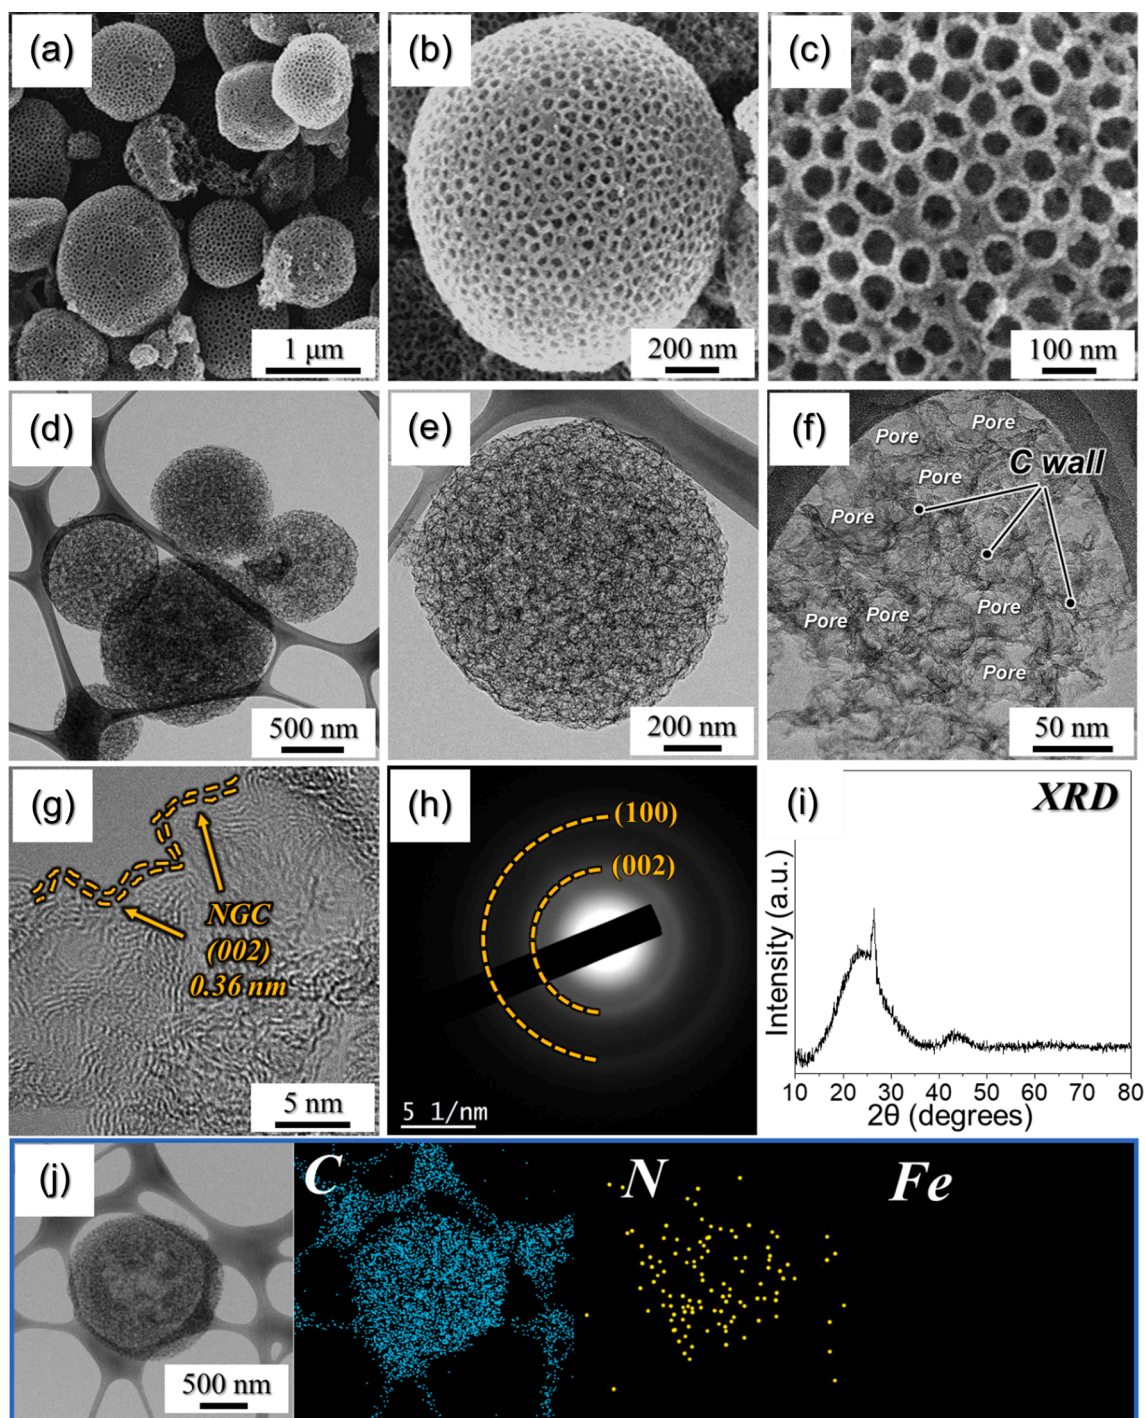 (a)
1 μm
(b)
200 nm
(c)
100 nm
(d)
500 nm
(e)
200 nm
(f)
Pore
Pore
Pore
C wall
Pore
Pore
Pore
Pore
Pore
50 nm
(g)
NGC
(002)
0.36 nm
5 nm
(h)
(100)
(002)
5 1/nm
(i)
XRD
Intensity (a.u.)
10 20 30 40 50 60 70 80
2θ (degrees)
(j)
500 nm
C
N
Fe